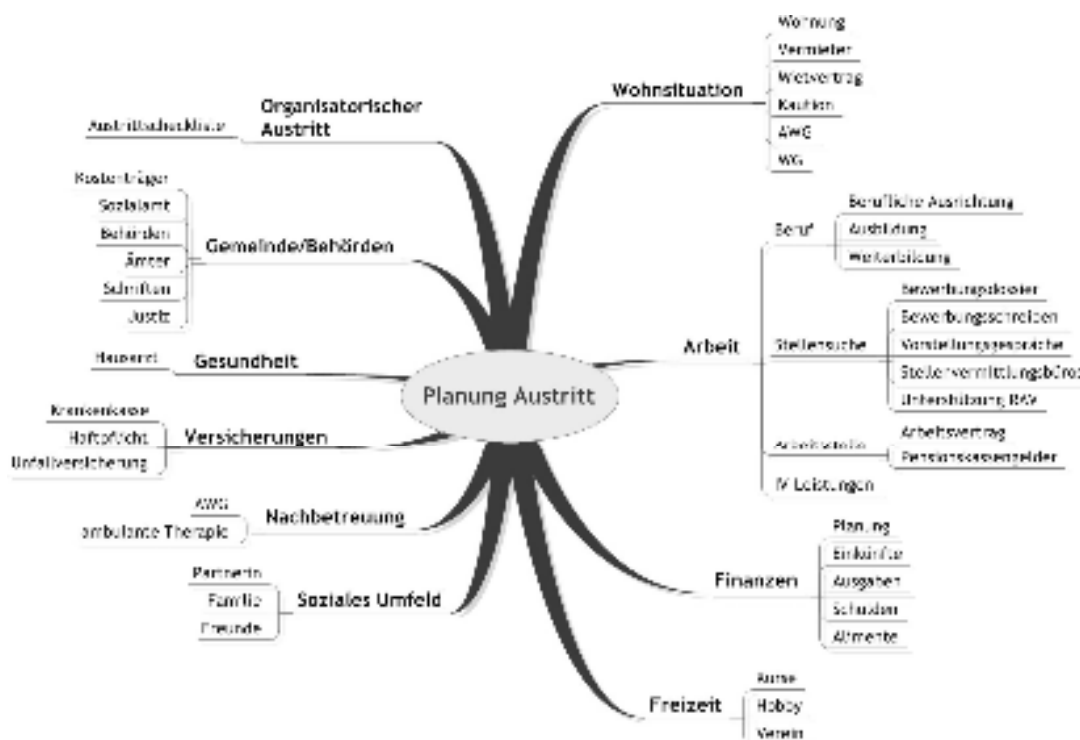 Planung Austritt
Organisatorischer
Austritt
Austrittscheckliste
Gemeinde/Behörden
Kostenträger
Sozialamt
Behörden
Ämter
Schriften
Justiz
Gesundheit
Hausarzt
Versicherungen
Krankenkasse
Haftpflicht
Unfallversicherung
Nachbetreuung
AWG
ambulante Therapie
Soziales Umfeld
Partnerin
Familie
Freunde
Wohnsituation
Wohnung
Vermieter
Mietvertrag
Kaution
AWG
WG
Arbeit
Beruf
Berufliche Ausrichtung
Ausbildung
Weiterbildung
Stellensuche
Bewerbungsdossier
Bewerbungsschreiben
Vorstellungsgespräche
Stellenvermittlungsbüros
Unterstützung RAV
Arbeitsstelle
Arbeitsvertrag
Pensionskassengelder
IV Leistungen
Finanzen
Planung
Einkünfte
Ausgaben
Schulden
Alimente
Freizeit
Kurse
Hobby
Verein